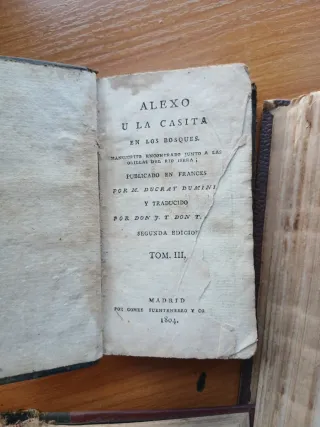 ALEXO
U LA CASITA
EN LOS BOSQUES.
MANUSCRITO ENCONTRADO JUNTO A LAS
ORILLAS DEL RIO ISERA;
PUBLICADO EN FRANCES
POR M. DUCRAY DUMINI
Y TRADUCIDO
POR DON J. Y DON T.
SEGUNDA EDICION
TOM. III.
MADRID
POR GOMEZ FUENTENEBRO Y CA.
1804.